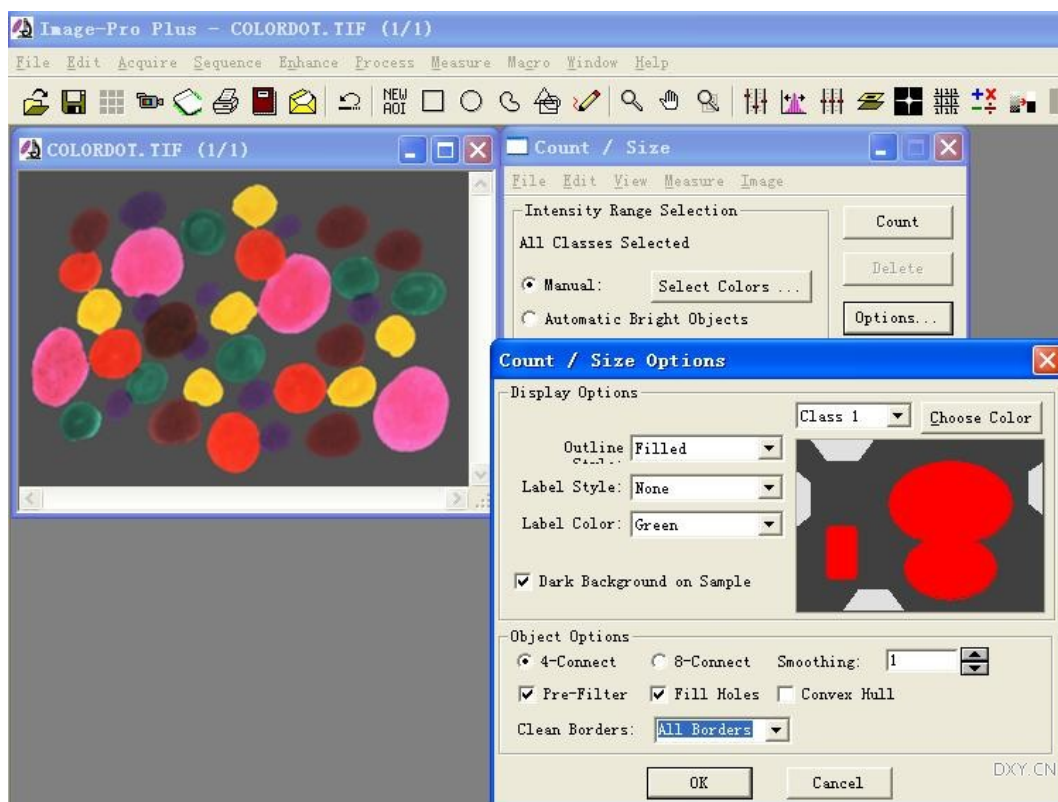 Image-Pro Plus - COLORDOT.TIF (1/1)
File Edit Acquire Sequence Enhance Process Measure Macro Window Help
NEW
AOI
COLORDOT.TIF (1/1)
Count / Size
File Edit View Measure Image
Intensity Range Selection
Count
All Classes Selected
Delete
Manual: Select Colors ...
Automatic Bright Objects
Options...
Count / Size Options
Display Options
Class 1
Choose Color
Outline
Filled
Label Style: None
Label Color: Green
Dark Background on Sample
Object Options
4-Connect 8-Connect Smoothing: 1
Pre-Filter Fill Holes Convex Hull
Clean Borders: All Borders
OK Cancel
DXY.CN